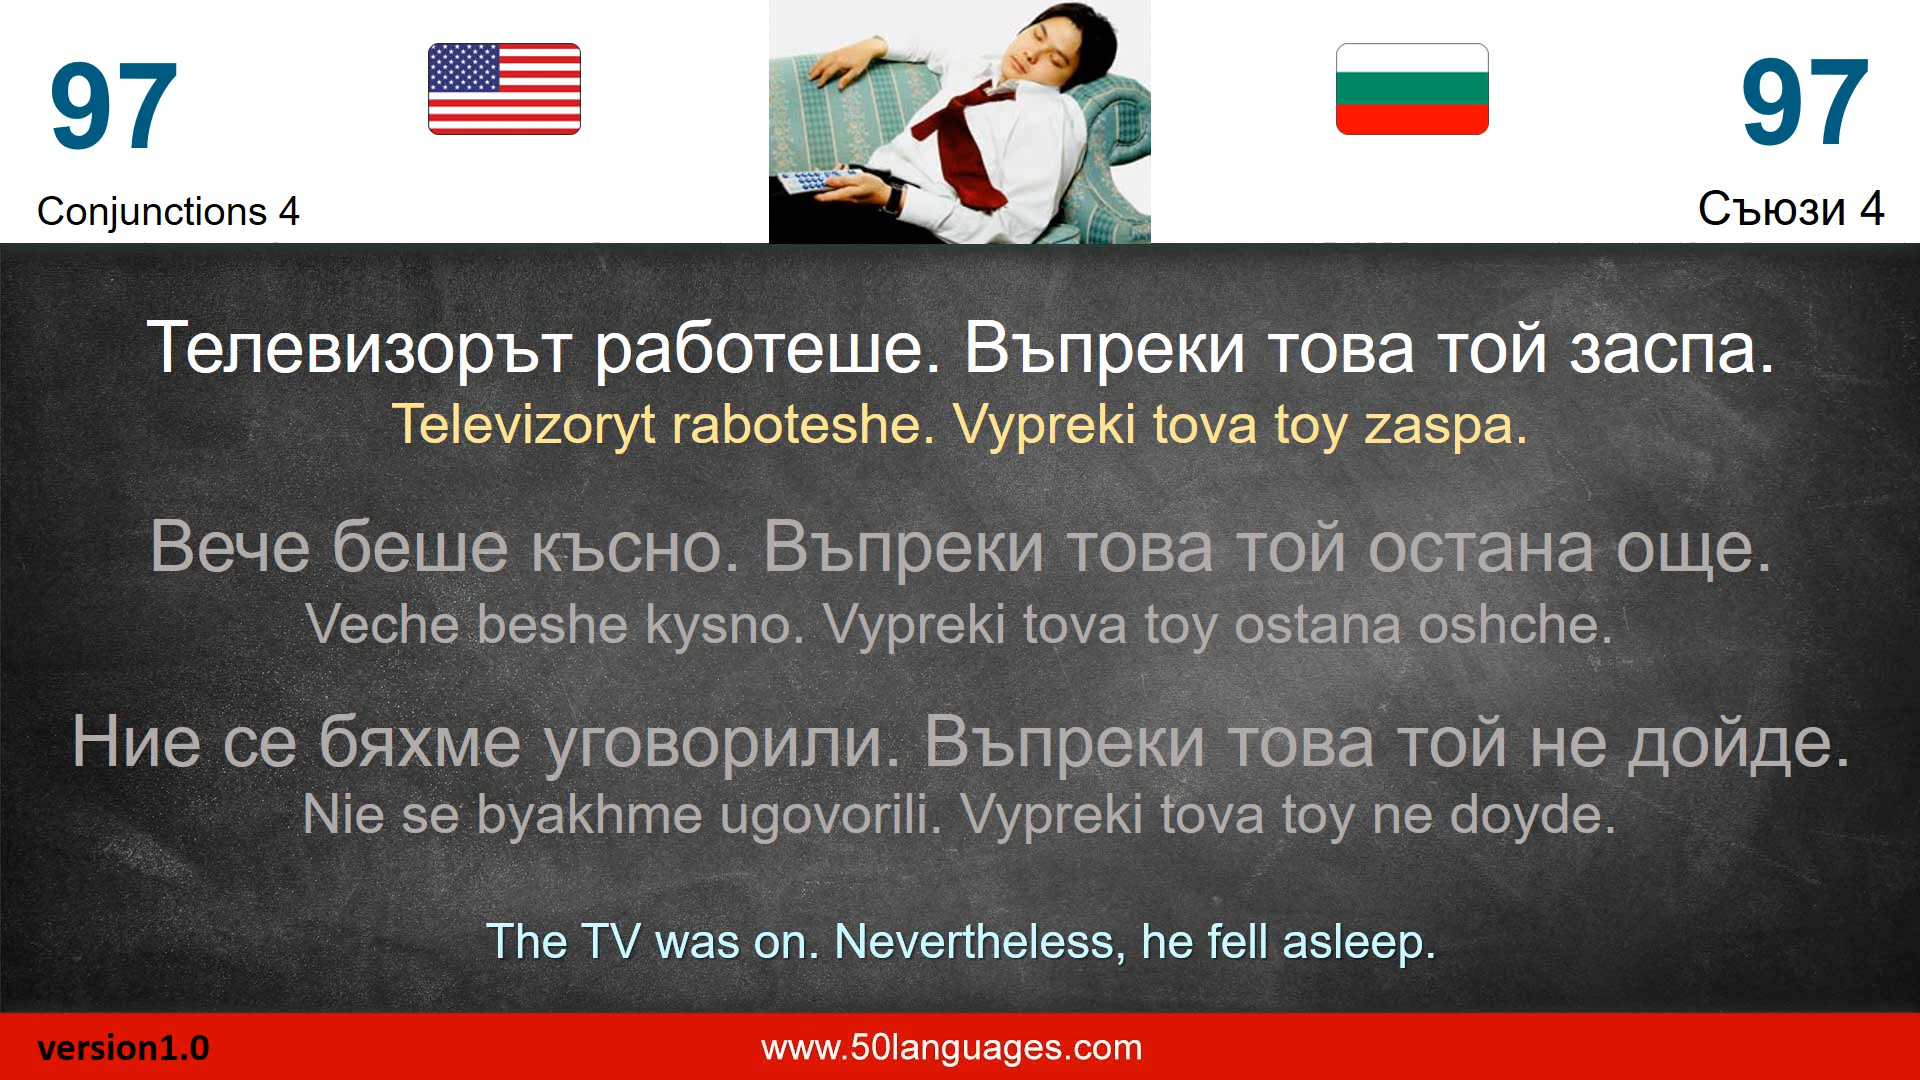 97
97
Conjunctions 4
Съюзи 4
Телевизорът работеше. Въпреки това той заспа.
Televizoryt raboteshe. Vypreki tova toy zaspa.
Вече беше късно. Въпреки това той остана още.
Veche beshe kysno. Vypreki tova toy ostana oshche.
Ние се бяхме уговорили. Въпреки това той не дойде.
Nie se byakhme ugovorili. Vypreki tova toy ne doyde.
The TV was on. Nevertheless, he fell asleep.
version1.0
www.50languages.com